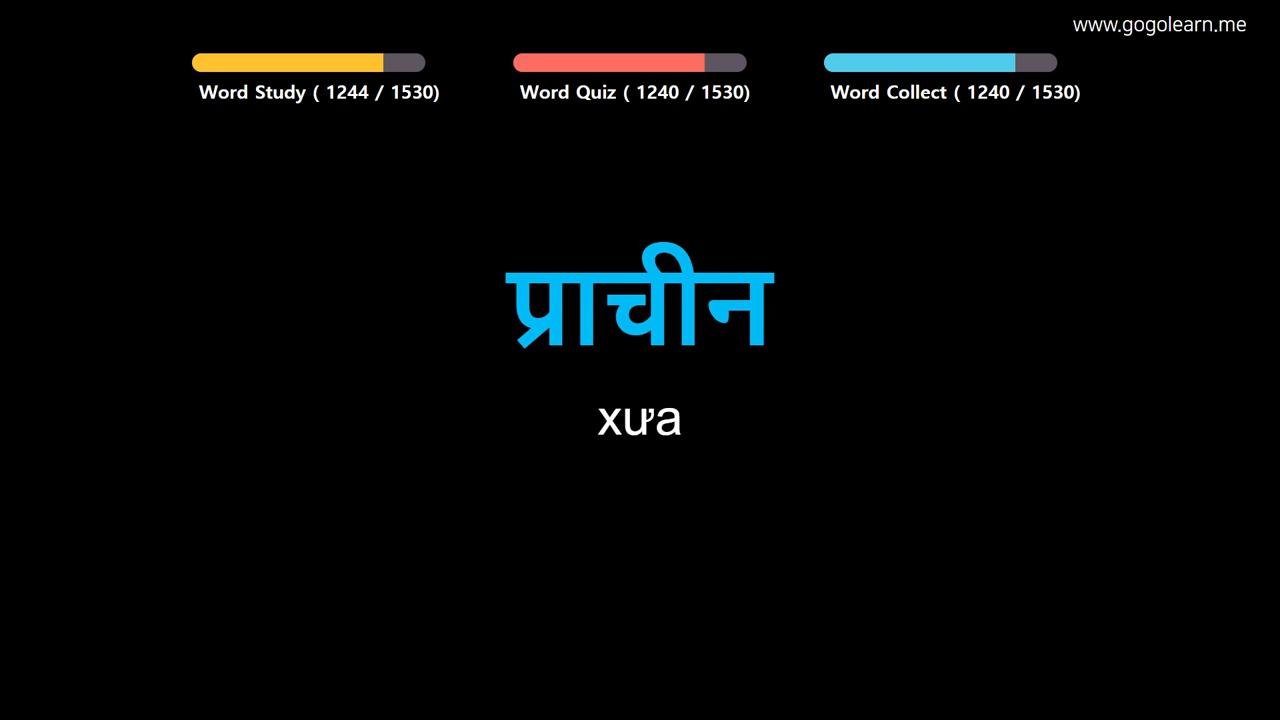 www.gogolearn.me
Word Study ( 1244 / 1530)
Word Quiz ( 1240 / 1530)
Word Collect ( 1240 / 1530)
प्राचीन
xưa